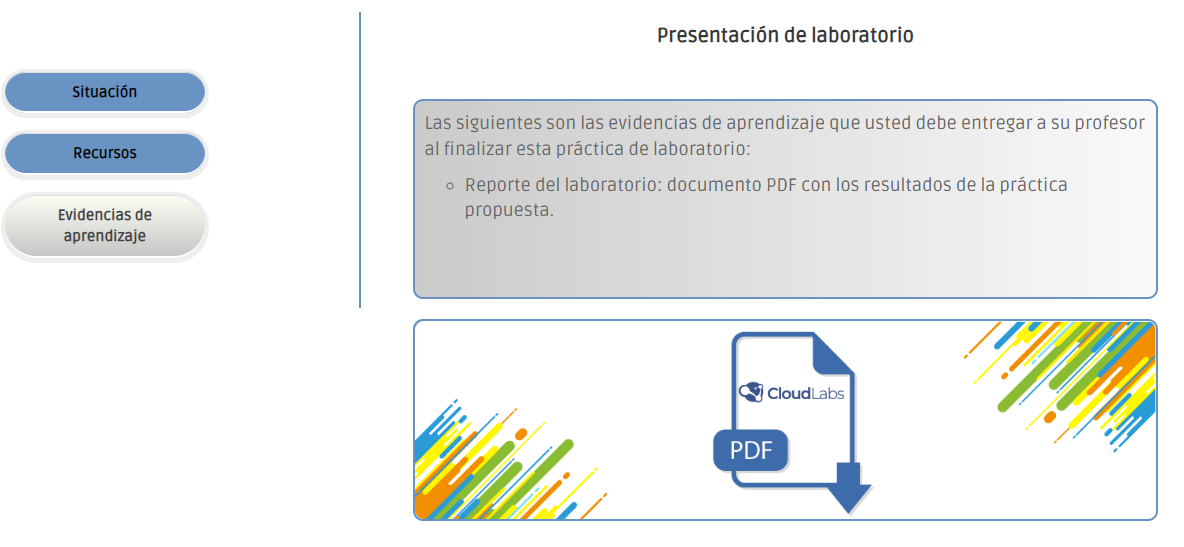 Presentación de laboratorio
Situación
Recursos
Evidencias de
aprendizaje
Las siguientes son las evidencias de aprendizaje que usted debe entregar a su profesor
al finalizar esta práctica de laboratorio:
Reporte del laboratorio: documento PDF con los resultados de la práctica
propuesta.
CloudLabs
PDF